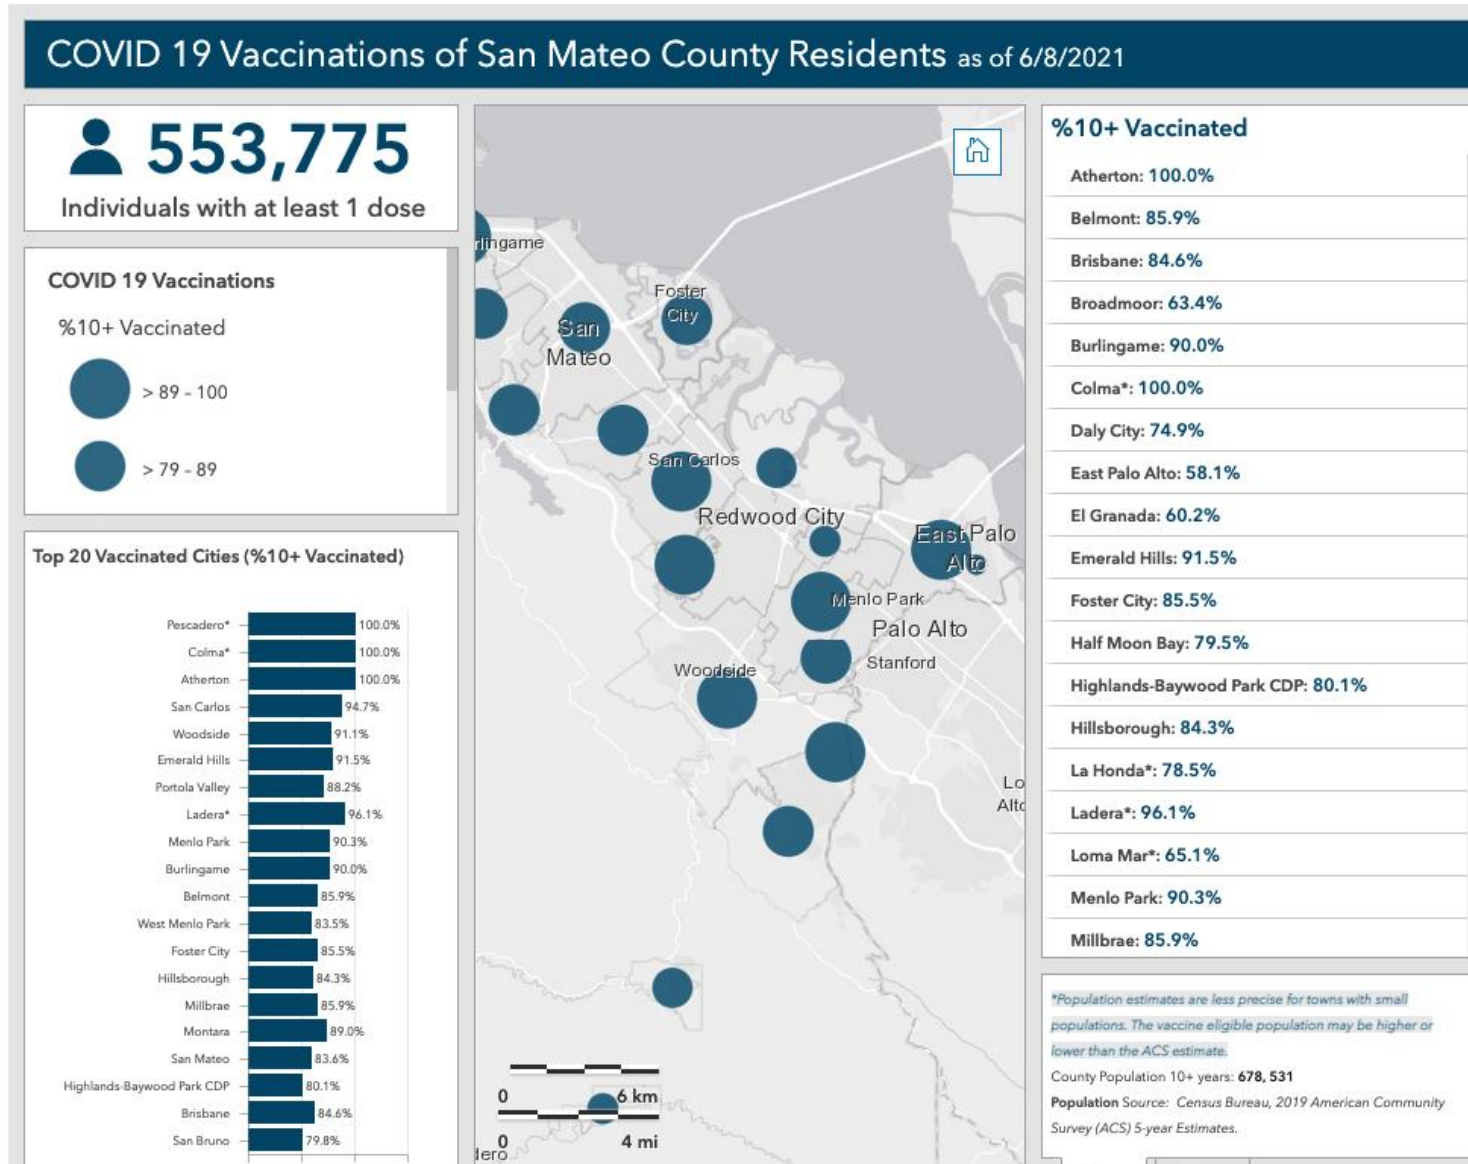 COVID 19 Vaccinations of San Mateo County Residents as of 6/8/2021
553,775
Individuals with at least 1 dose
COVID 19 Vaccinations
%10+ Vaccinated
> 89 - 100
> 79 - 89
Top 20 Vaccinated Cities (%10+ Vaccinated)
Pescadero* 100.0%
Colma* 100.0%
Atherton 100.0%
San Carlos 94.7%
Woodside 91.1%
Emerald Hills 91.5%
Portola Valley 88.2%
Ladera* 96.1%
Menlo Park 90.3%
Burlingame 90.0%
Belmont 85.9%
West Menlo Park 83.5%
Foster City 85.5%
Hillsborough 84.3%
Millbrae 85.9%
Montara 89.0%
San Mateo 83.6%
Highlands-Baywood Park CDP 80.1%
Brisbane 84.6%
San Bruno 79.8%
rlingame
Foster
City
San
Mateo
San Carlos
Redwood City
East Palo
Alto
Menlo Park
Palo Alto
Stanford
Woodside
Lo
Alto
0 6 km
0 4 mi
dero
%10+ Vaccinated
Atherton: 100.0%
Belmont: 85.9%
Brisbane: 84.6%
Broadmoor: 63.4%
Burlingame: 90.0%
Colma*: 100.0%
Daly City: 74.9%
East Palo Alto: 58.1%
El Granada: 60.2%
Emerald Hills: 91.5%
Foster City: 85.5%
Half Moon Bay: 79.5%
Highlands-Baywood Park CDP: 80.1%
Hillsborough: 84.3%
La Honda*: 78.5%
Ladera*: 96.1%
Loma Mar*: 65.1%
Menlo Park: 90.3%
Millbrae: 85.9%
*Population estimates are less precise for towns with small
populations. The vaccine eligible population may be higher or
lower than the ACS estimate.
County Population 10+ years: 678, 531
Population Source: Census Bureau, 2019 American Community
Survey (ACS) 5-year Estimates.